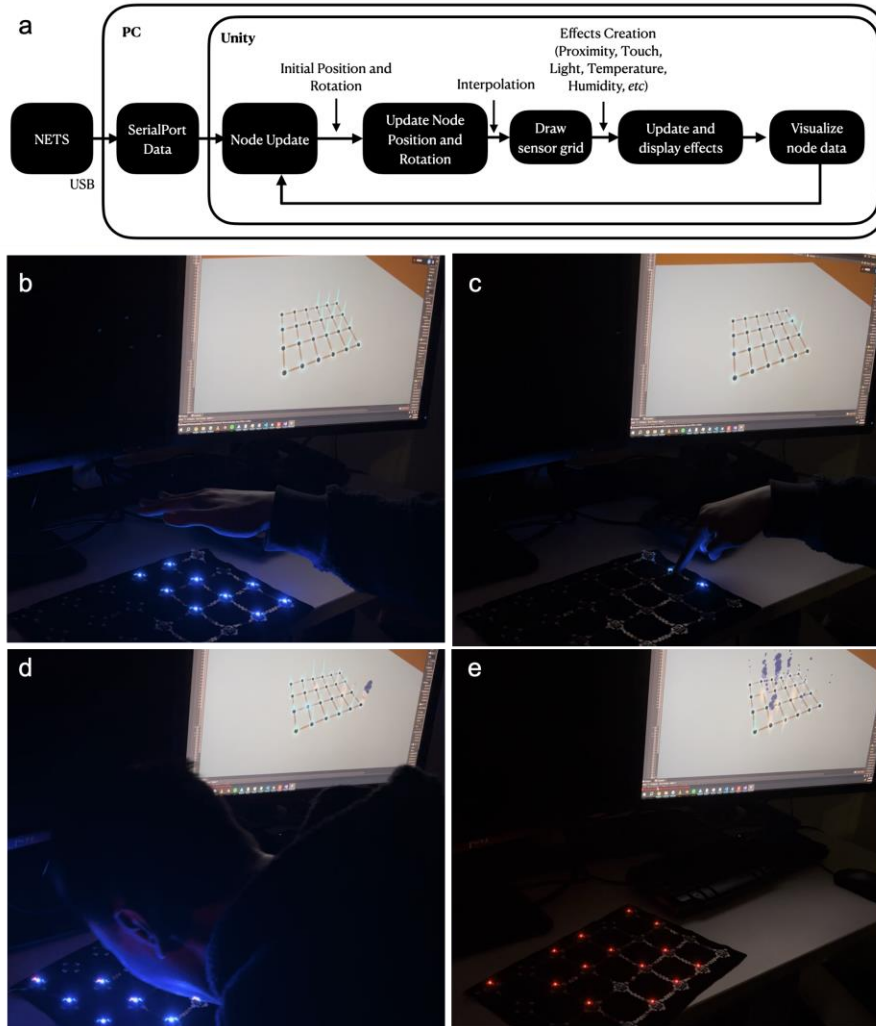 a
PC
Unity
Effects Creation
(Proximity, Touch,
Light, Temperature,
Humidity, etc)
Initial Position and
Rotation
Interpolation
NETS
SerialPort
Data
Node Update
Update Node
Position and
Rotation
Draw
sensor grid
Update and
display effects
Visualize
node data
USB
b
c
d
e